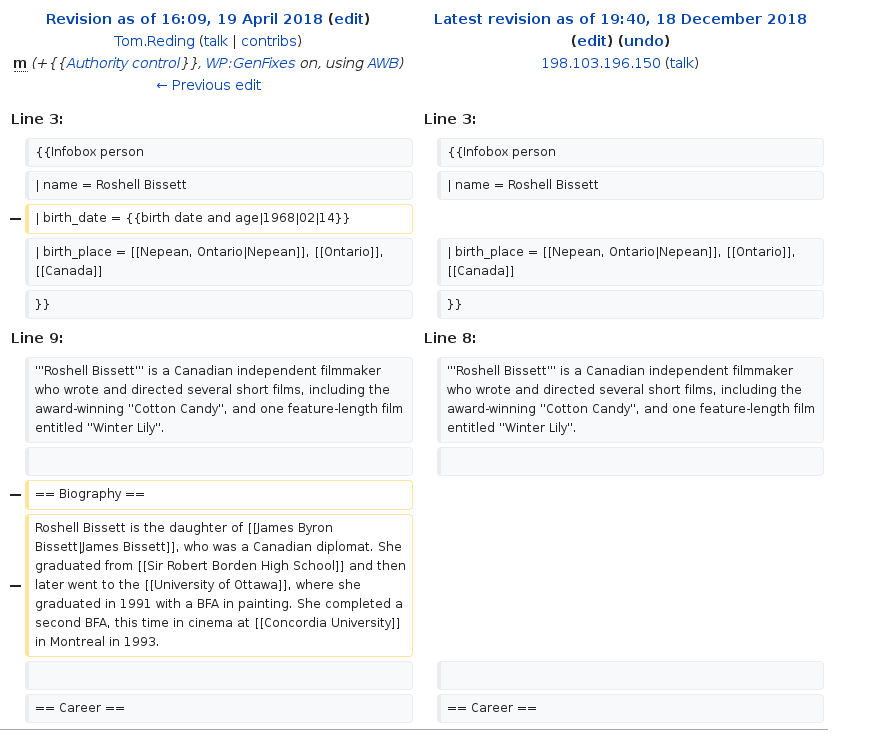 Revision as of 16:09, 19 April 2018 (edit)
Tom.Reding (talk | contribs)
m (+{{Authority control}}, WP:GenFixes on, using AWB)
← Previous edit
Latest revision as of 19:40, 18 December 2018
(edit) (undo)
198.103.196.150 (talk)
Line 3:
Line 3:
{{Infobox person
{{Infobox person
| name = Roshell Bissett
| name = Roshell Bissett
− | birth_date = {{birth date and age|1968|02|14}}
| birth_place = [[Nepean, Ontario|Nepean]], [[Ontario]],
[[Canada]]
| birth_place = [[Nepean, Ontario|Nepean]], [[Ontario]],
[[Canada]]
}}
}}
Line 9:
Line 8:
'''Roshell Bissett''' is a Canadian independent filmmaker
who wrote and directed several short films, including the
award-winning ''Cotton Candy'', and one feature-length film
entitled ''Winter Lily''.
'''Roshell Bissett''' is a Canadian independent filmmaker
who wrote and directed several short films, including the
award-winning ''Cotton Candy'', and one feature-length film
entitled ''Winter Lily''.
− == Biography ==
Roshell Bissett is the daughter of [[James Byron
Bissett|James Bissett]], who was a Canadian diplomat. She
graduated from [[Sir Robert Borden High School]] and then
− later went to the [[University of Ottawa]], where she
graduated in 1991 with a BFA in painting. She completed a
second BFA, this time in cinema at [[Concordia University]]
in Montreal in 1993.
== Career ==
== Career ==